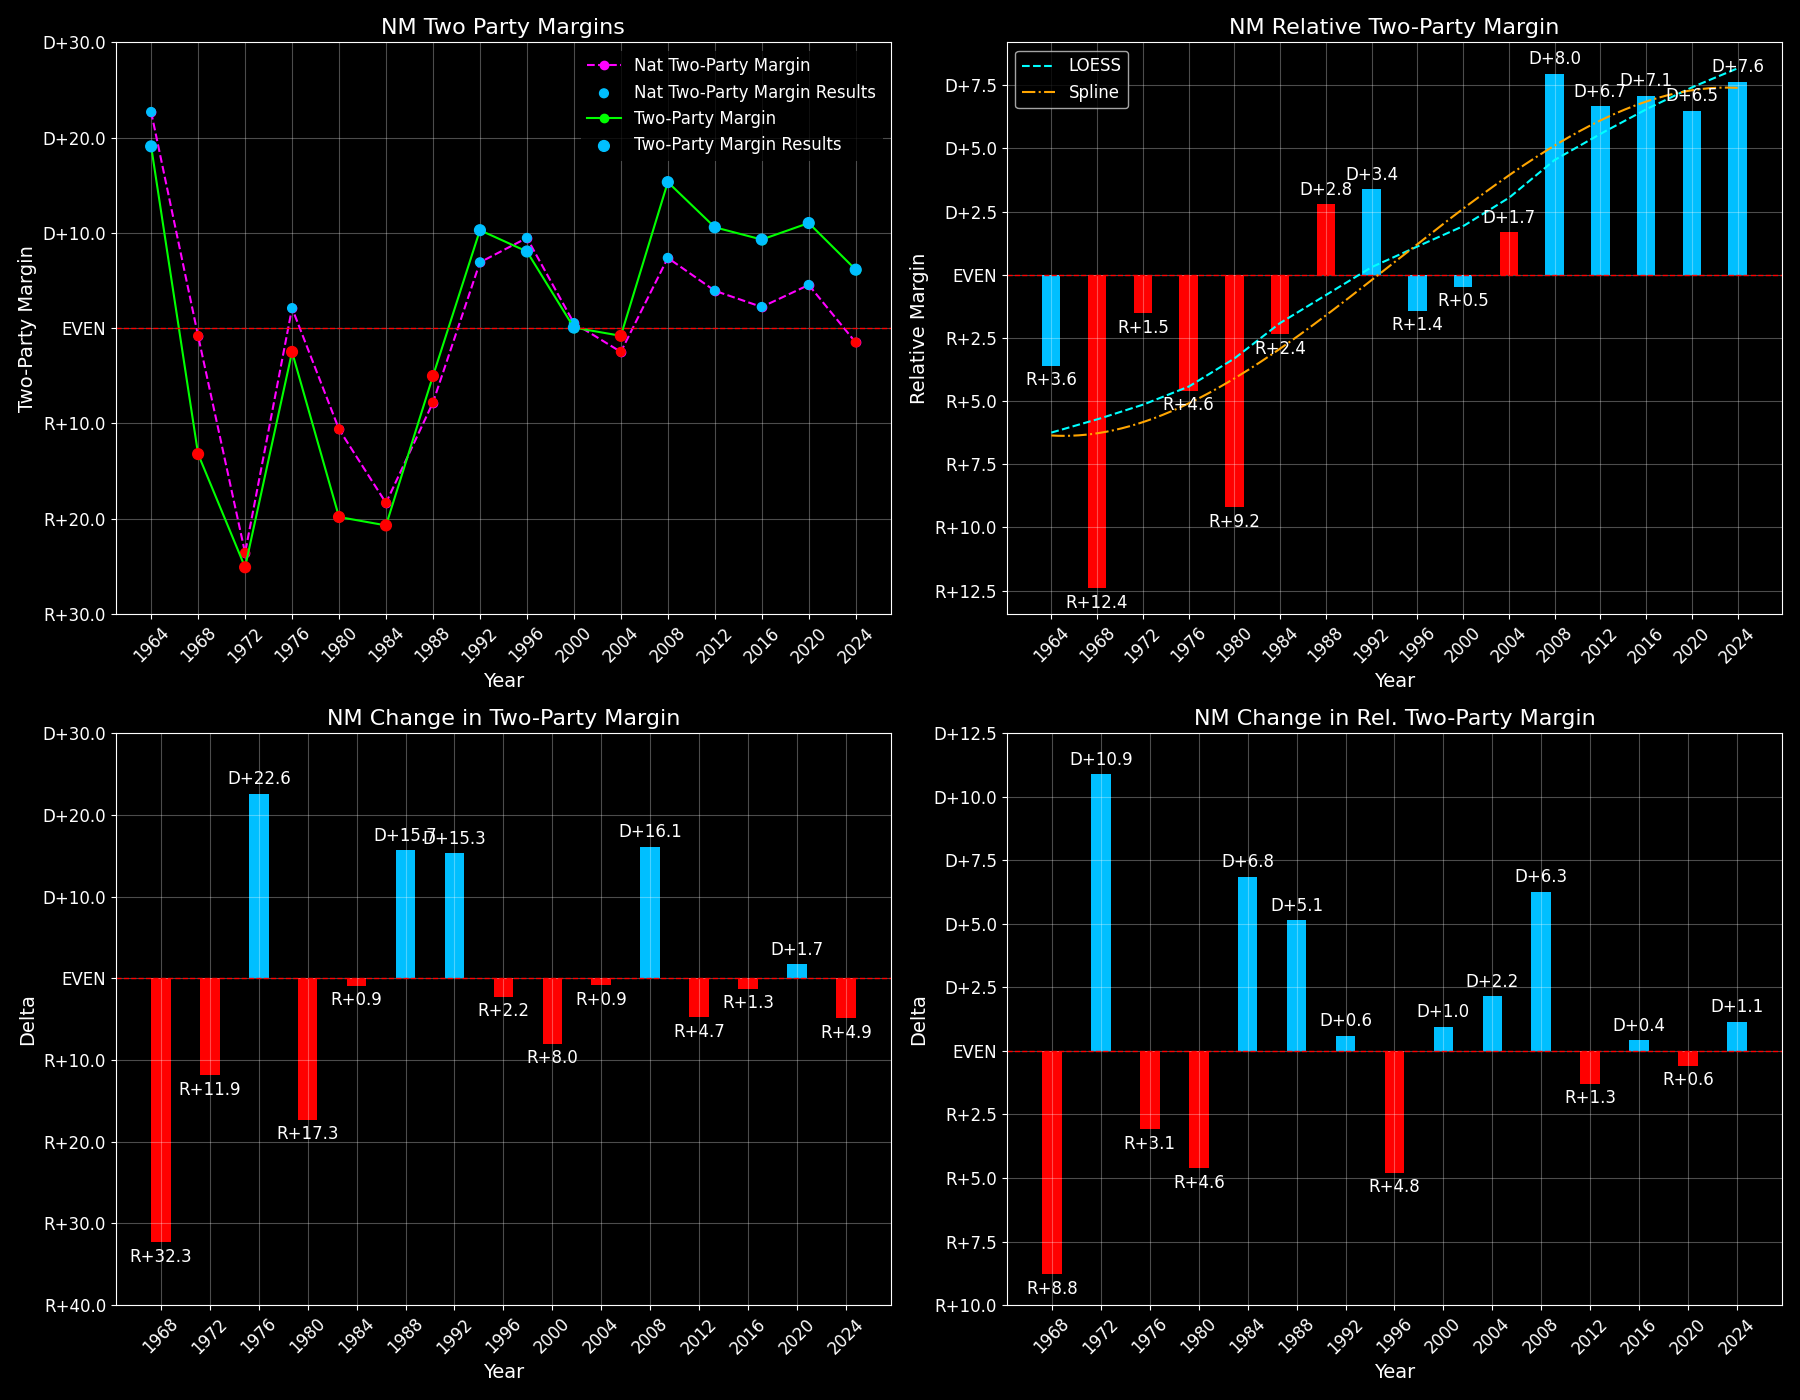 NM Two Party Margins
D+30.0
D+20.0
D+10.0
EVEN
R+10.0
R+20.0
R+30.0
Two-Party Margin
Nat Two-Party Margin
Nat Two-Party Margin Results
Two-Party Margin
Two-Party Margin Results
1964
1968
1972
1976
1980
1984
1988
1992
1996
2000
2004
2008
2012
2016
2020
2024
Year
NM Relative Two-Party Margin
LOESS
Spline
D+7.5
D+5.0
D+2.5
EVEN
R+2.5
R+5.0
R+7.5
R+10.0
R+12.5
Relative Margin
R+3.6
R+12.4
R+1.5
R+4.6
R+9.2
R+2.4
D+2.8
D+3.4
R+1.4
R+0.5
D+1.7
D+8.0
D+6.7
D+7.1
D+6.5
D+7.6
1964
1968
1972
1976
1980
1984
1988
1992
1996
2000
2004
2008
2012
2016
2020
2024
Year
NM Change in Two-Party Margin
D+30.0
D+20.0
D+10.0
EVEN
R+10.0
R+20.0
R+30.0
R+40.0
Delta
R+32.3
R+11.9
D+22.6
R+17.3
R+0.9
D+15.7
D+15.3
R+2.2
R+8.0
R+0.9
D+16.1
R+4.7
R+1.3
D+1.7
R+4.9
1968
1972
1976
1980
1984
1988
1992
1996
2000
2004
2008
2012
2016
2020
2024
Year
NM Change in Rel. Two-Party Margin
D+12.5
D+10.0
D+7.5
D+5.0
D+2.5
EVEN
R+2.5
R+5.0
R+7.5
R+10.0
Delta
R+8.8
D+10.9
R+3.1
R+4.6
D+6.8
D+5.1
D+0.6
R+4.8
D+1.0
D+2.2
D+6.3
R+1.3
D+0.4
R+0.6
D+1.1
1968
1972
1976
1980
1984
1988
1992
1996
2000
2004
2008
2012
2016
2020
2024
Year